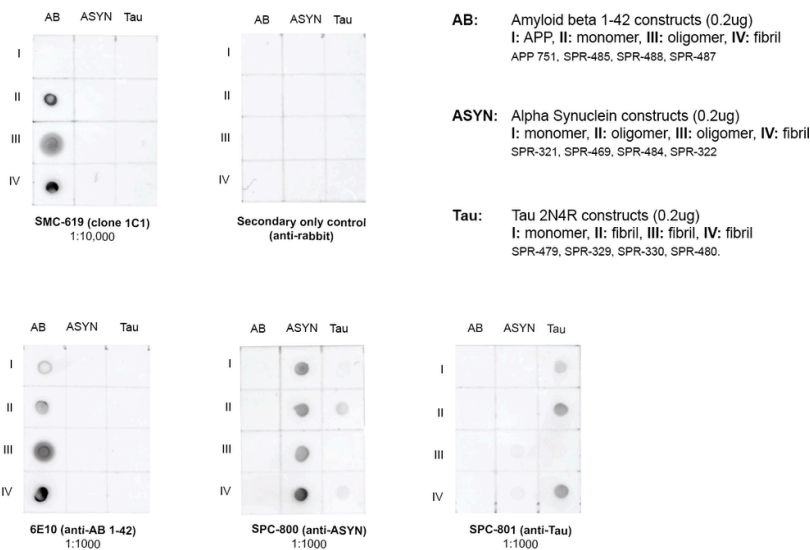 AB ASYN Tau
I
II
III
IV
SMC-619 (clone 1C1)
1:10,000
AB ASYN Tau
I
II
III
IV
Secondary only control
(anti-rabbit)
AB: Amyloid beta 1-42 constructs (0.2ug)
I: APP, II: monomer, III: oligomer, IV: fibril
APP 751, SPR-485, SPR-488, SPR-487
ASYN: Alpha Synuclein constructs (0.2ug)
I: monomer, II: oligomer, III: oligomer, IV: fibril
SPR-321, SPR-469, SPR-484, SPR-322
Tau: Tau 2N4R constructs (0.2ug)
I: monomer, II: fibril, III: fibril, IV: fibril
SPR-479, SPR-329, SPR-330, SPR-480.
AB ASYN Tau
I
II
III
IV
6E10 (anti-AB 1-42)
1:1000
AB ASYN Tau
I
II
III
IV
SPC-800 (anti-ASYN)
1:1000
AB ASYN Tau
I
II
III
IV
SPC-801 (anti-Tau)
1:1000